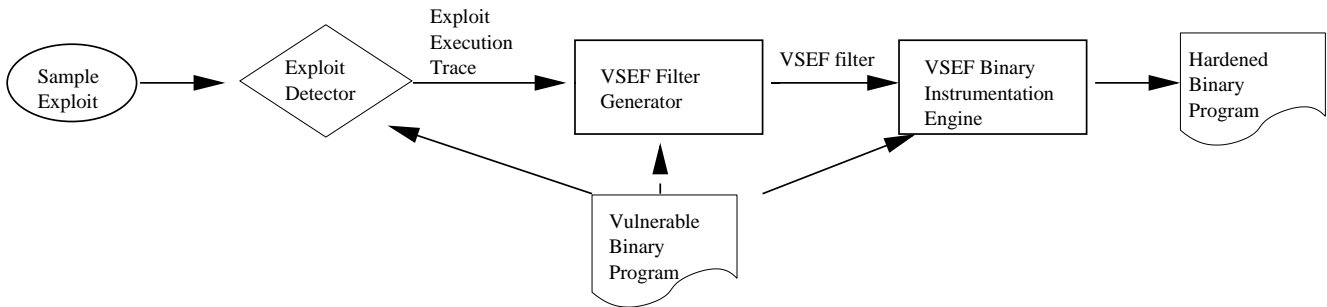 Sample
Exploit
Exploit
Detector
Exploit
Execution
Trace
VSEF Filter
Generator
VSEF filter
VSEF Binary
Instrumentation
Engine
Hardened
Binary
Program
Vulnerable
Binary
Program